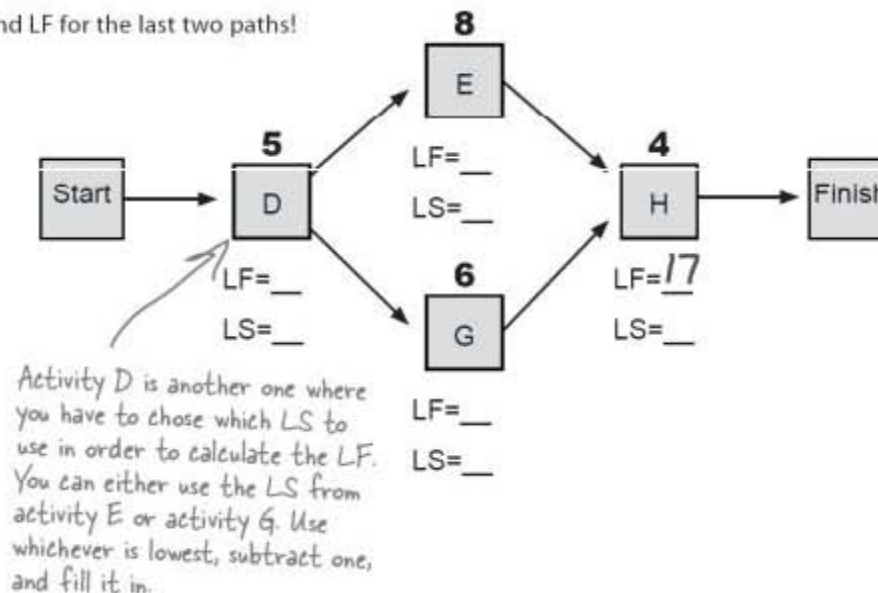 nd LF for the last two paths!
8
E
5
4
LF=__
Start
D
H
Finish
LS=__
6
LF=__
LF=17
G
LS=__
LS=__
Activity D is another one where
you have to chose which LS to
use in order to calculate the LF.
You can either use the LS from
activity E or activity G. Use
whichever is lowest, subtract one,
and fill it in.
LF=__
LS=__